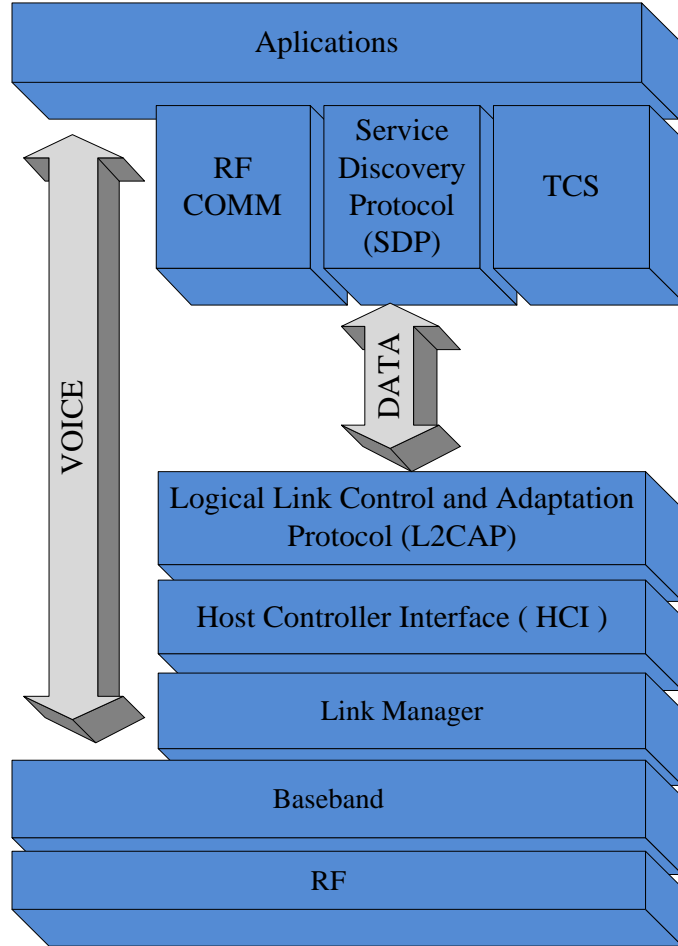 Aplications
RF
COMM
Service
Discovery
Protocol
(SDP)
TCS
VOICE
DATA
Logical Link Control and Adaptation
Protocol (L2CAP)
Host Controller Interface ( HCI )
Link Manager
Baseband
RF